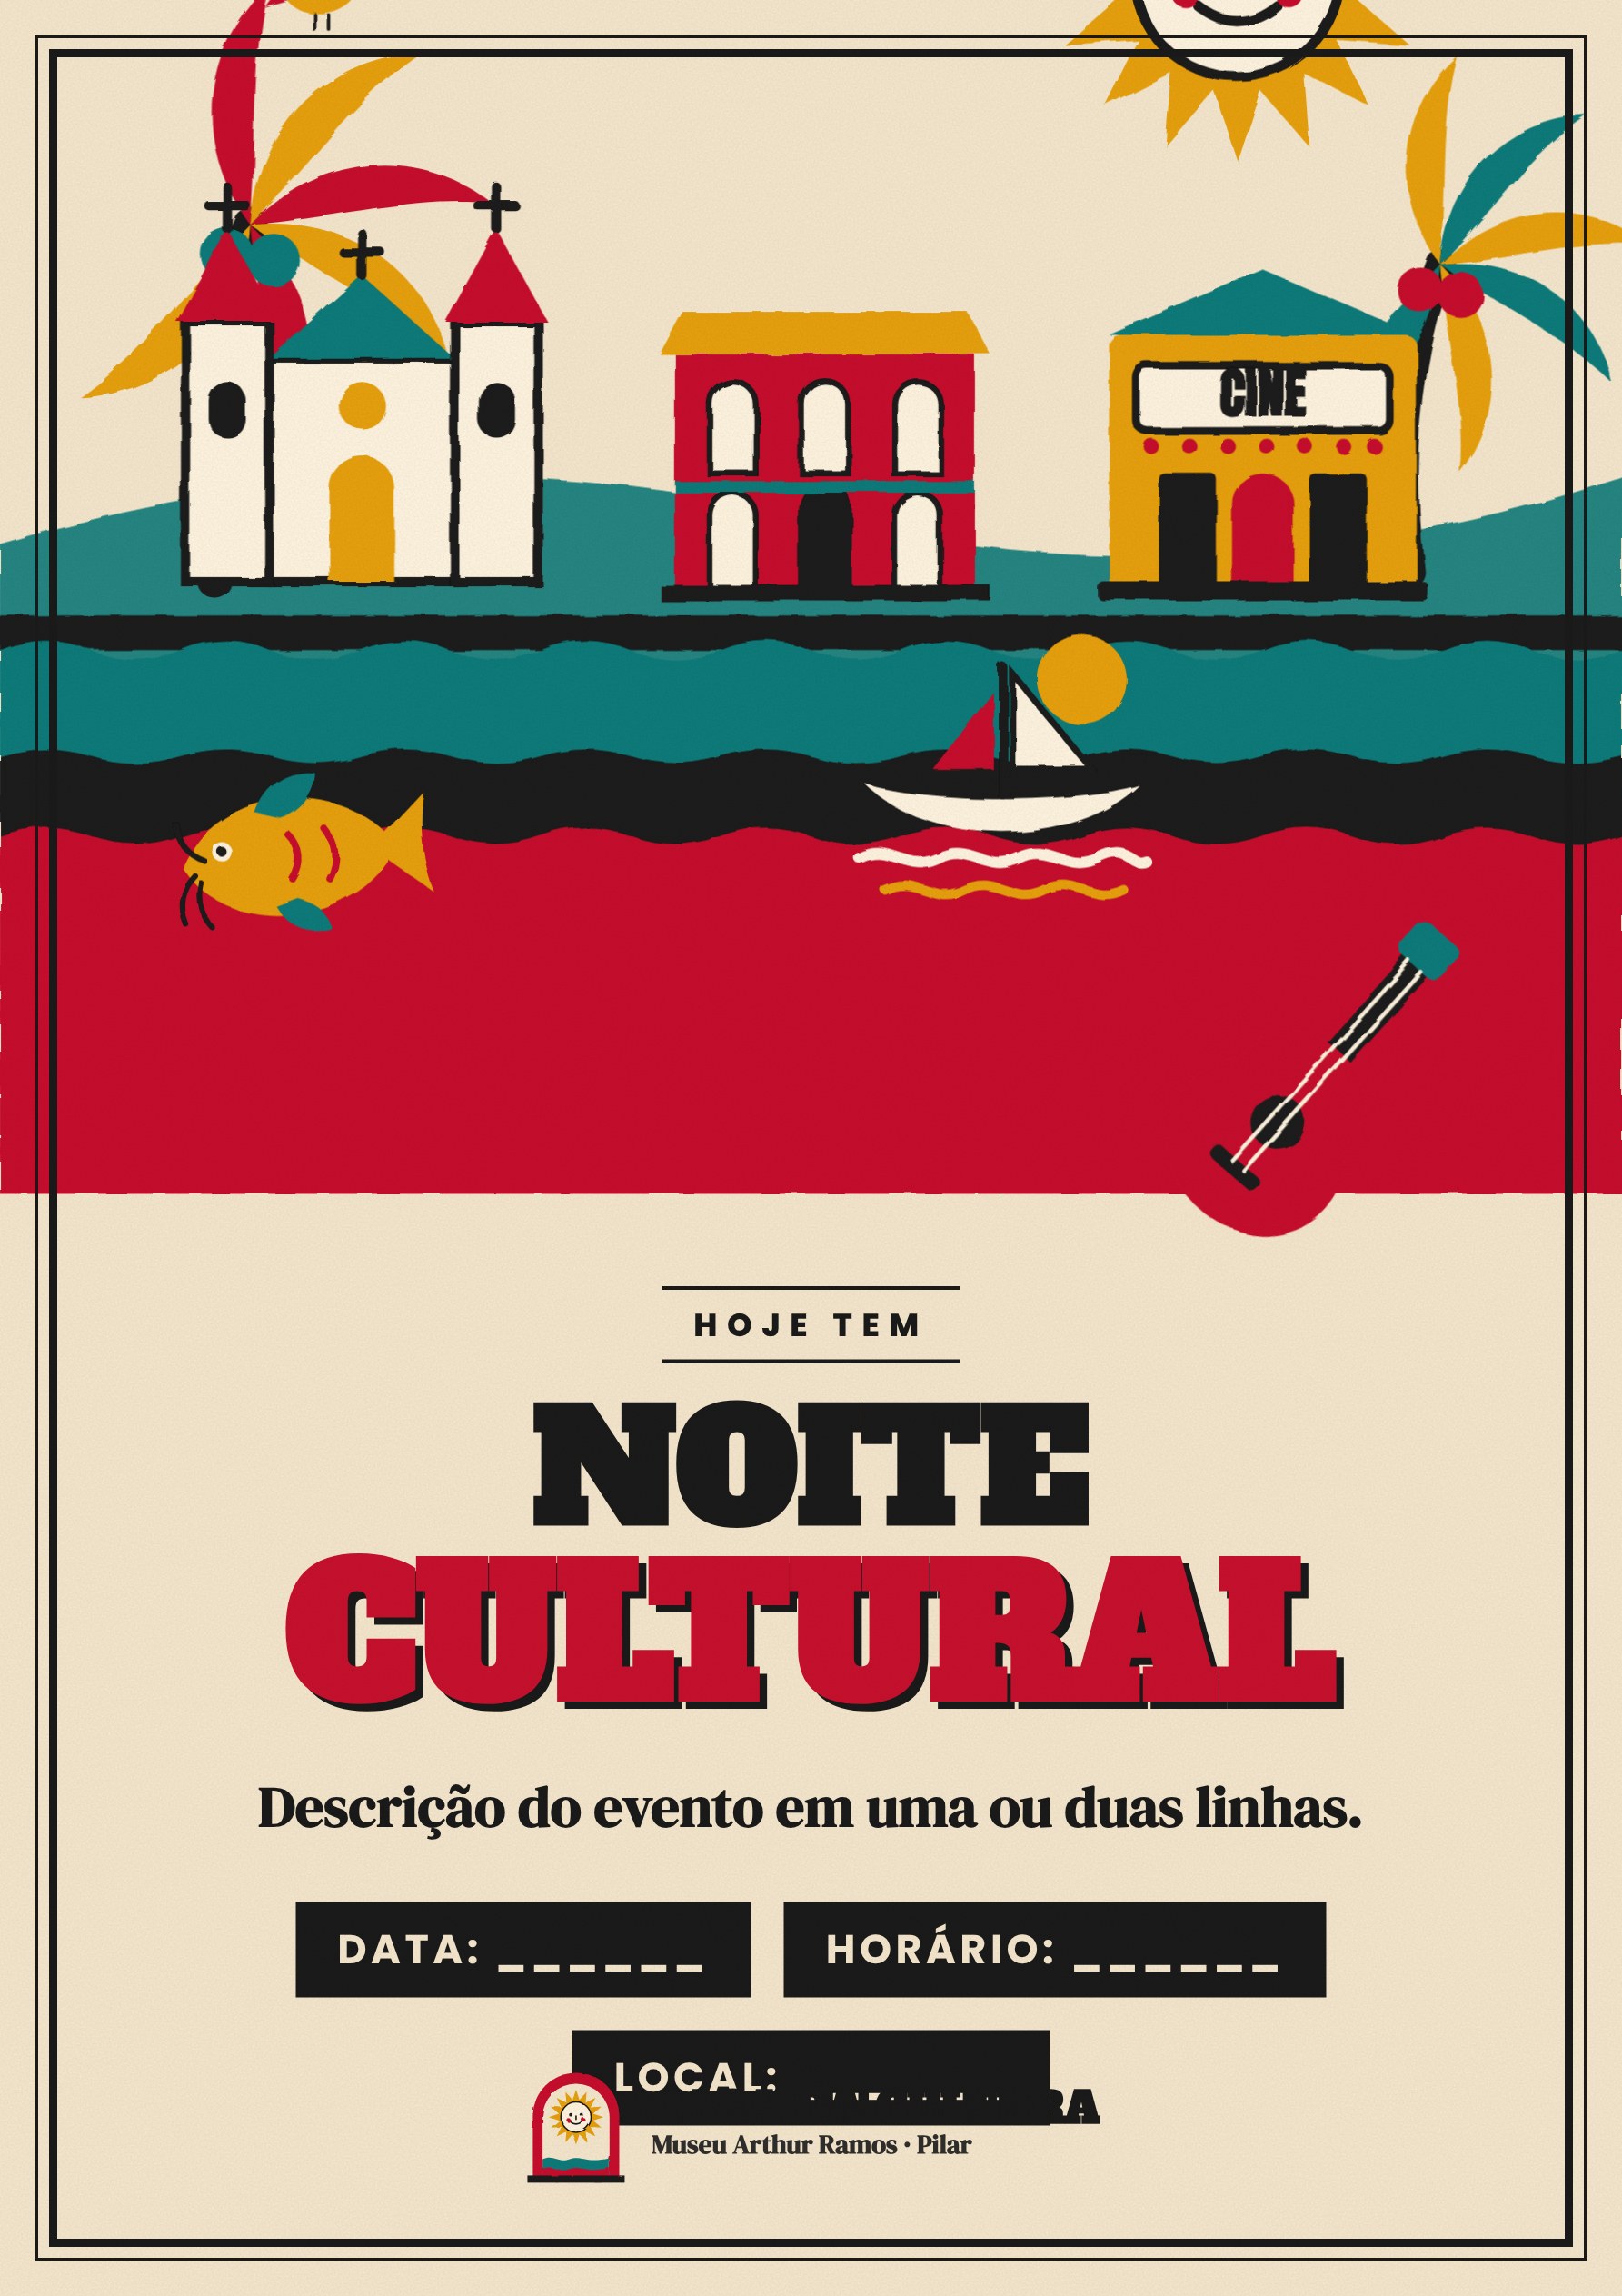 CINE
HOJE TEM
NOITE
CULTURAL
Descrição do evento em uma ou duas linhas.
DATA: ______
HORÁRIO: ______
LOCAL:
Museu Arthur Ramos · Pilar